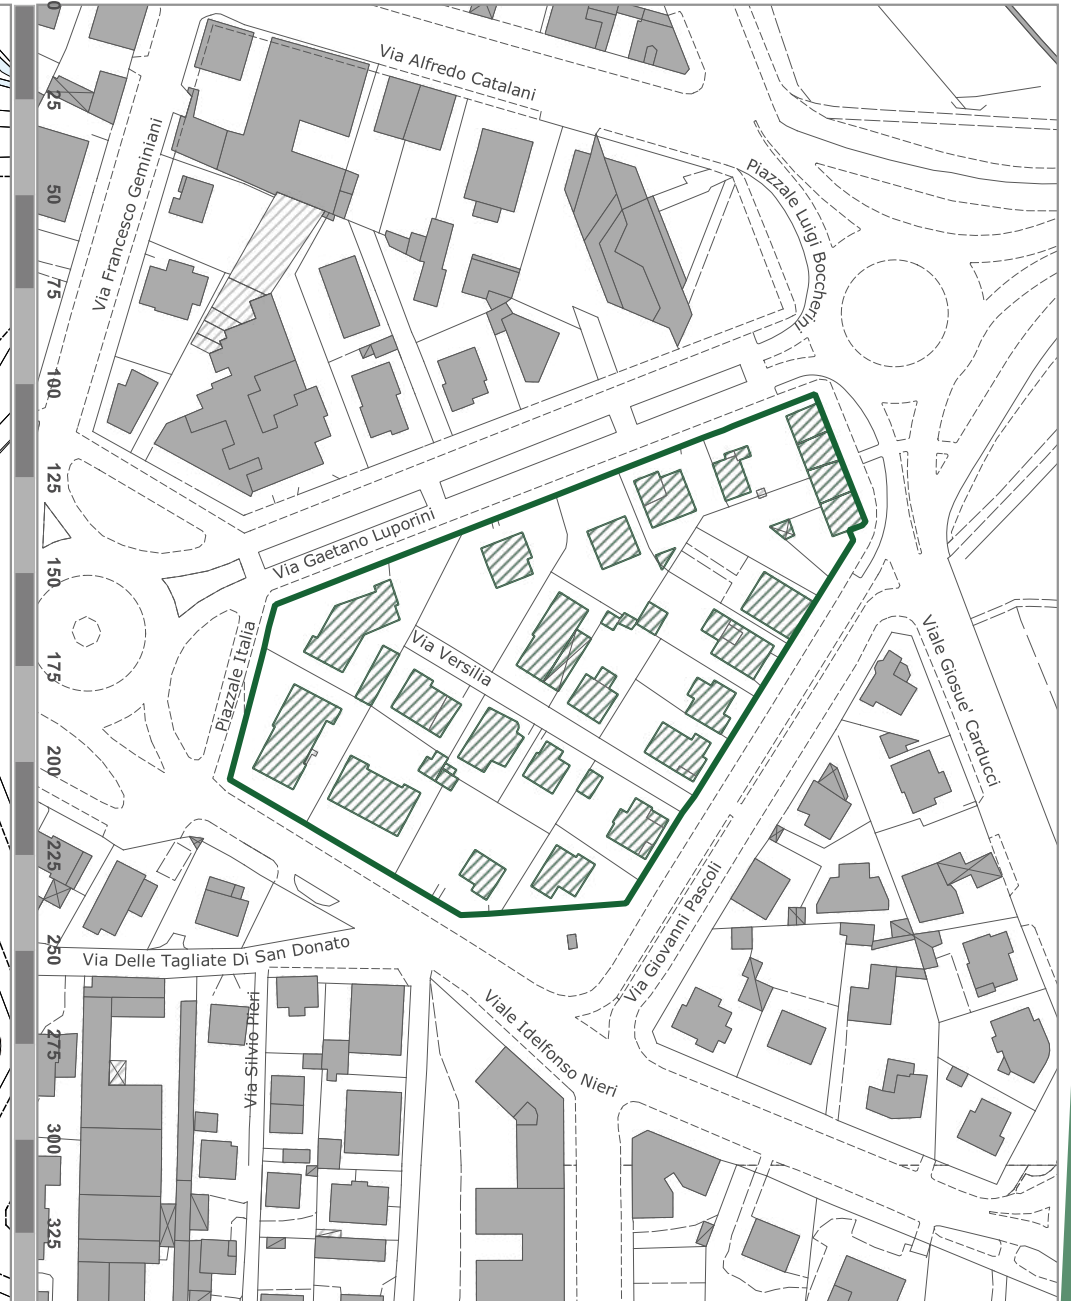 0
25
50
75
100
125
150
175
200
225
250
275
300
325
Via Alfredo Catalani
Via Francesco Geminiani
Piazzale Luigi Boccherini
Via Gaetano Luporini
Piazzale Italia
Via Versilia
Viale Giosue' Carducci
Via Giovanni Pascoli
Via Delle Tagliate Di San Donato
Via Silvio Pieri
Viale Idelfonso Nieri